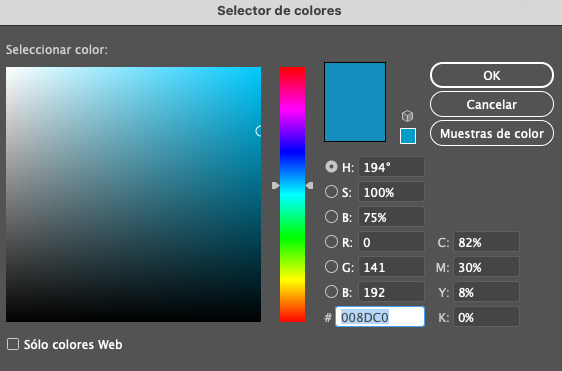 Selector de colores
Seleccionar color:
OK
Cancelar
Muestras de color
H: 194°
S: 100%
B: 75%
R: 0 C: 82%
G: 141 M: 30%
B: 192 Y: 8%
# 008DC0 K: 0%
Sólo colores Web